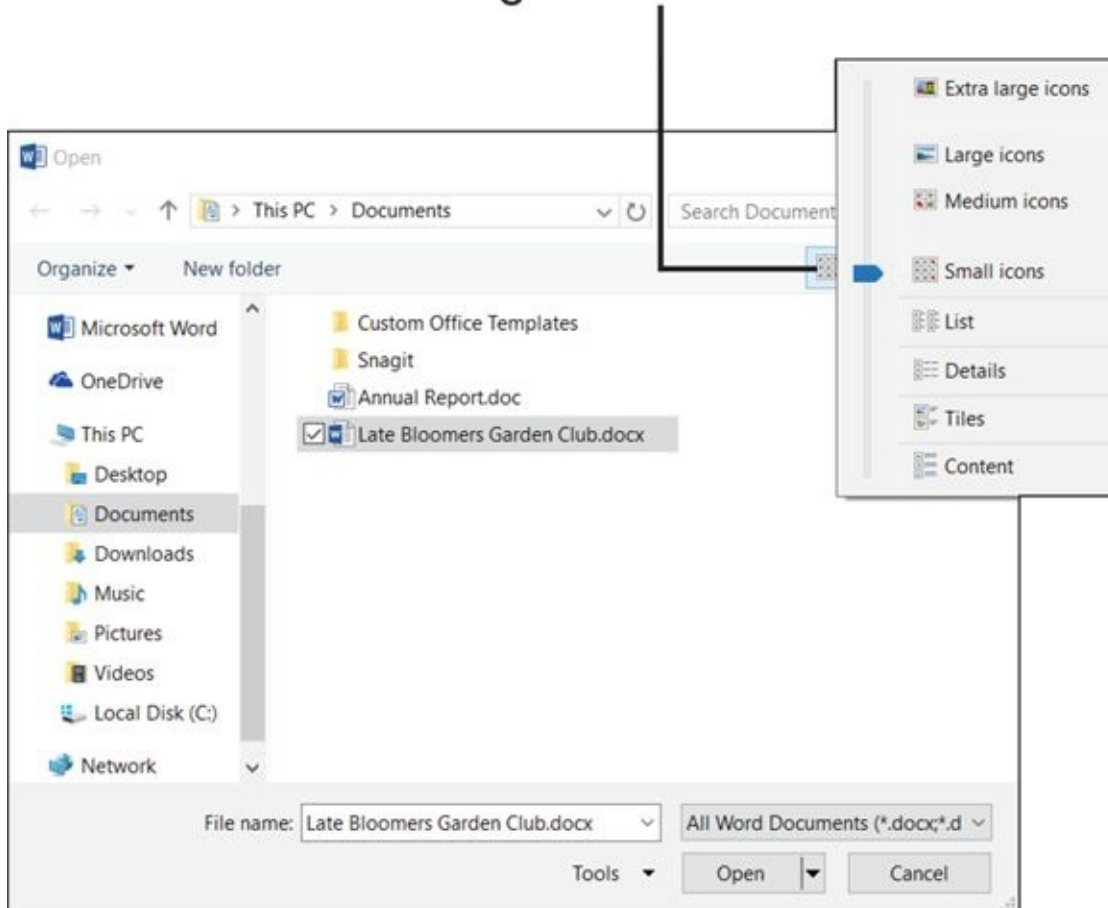 Open
This PC > Documents
Search Document
Organize
New folder
Microsoft Word
OneDrive
This PC
Desktop
Documents
Downloads
Music
Pictures
Videos
Local Disk (C:)
Network
Custom Office Templates
Snagit
Annual Report.doc
Late Bloomers Garden Club.docx
Extra large icons
Large icons
Medium icons
Small icons
List
Details
Tiles
Content
File name: Late Bloomers Garden Club.docx
All Word Documents (*.docx;*.d
Tools
Open
Cancel